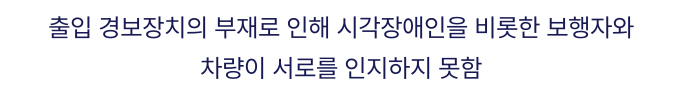 출입 경보장치의 부재로 인해 시각장애인을 비롯한 보행자와
차량이 서로를 인지하지 못함